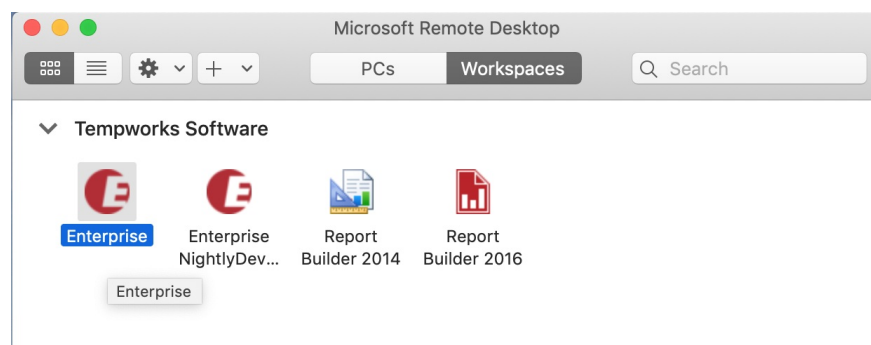 Microsoft Remote Desktop
PCs
Workspaces
Search
Tempworks Software
Enterprise
Enterprise
NightlyDev...
Report
Builder 2014
Report
Builder 2016
Enterprise